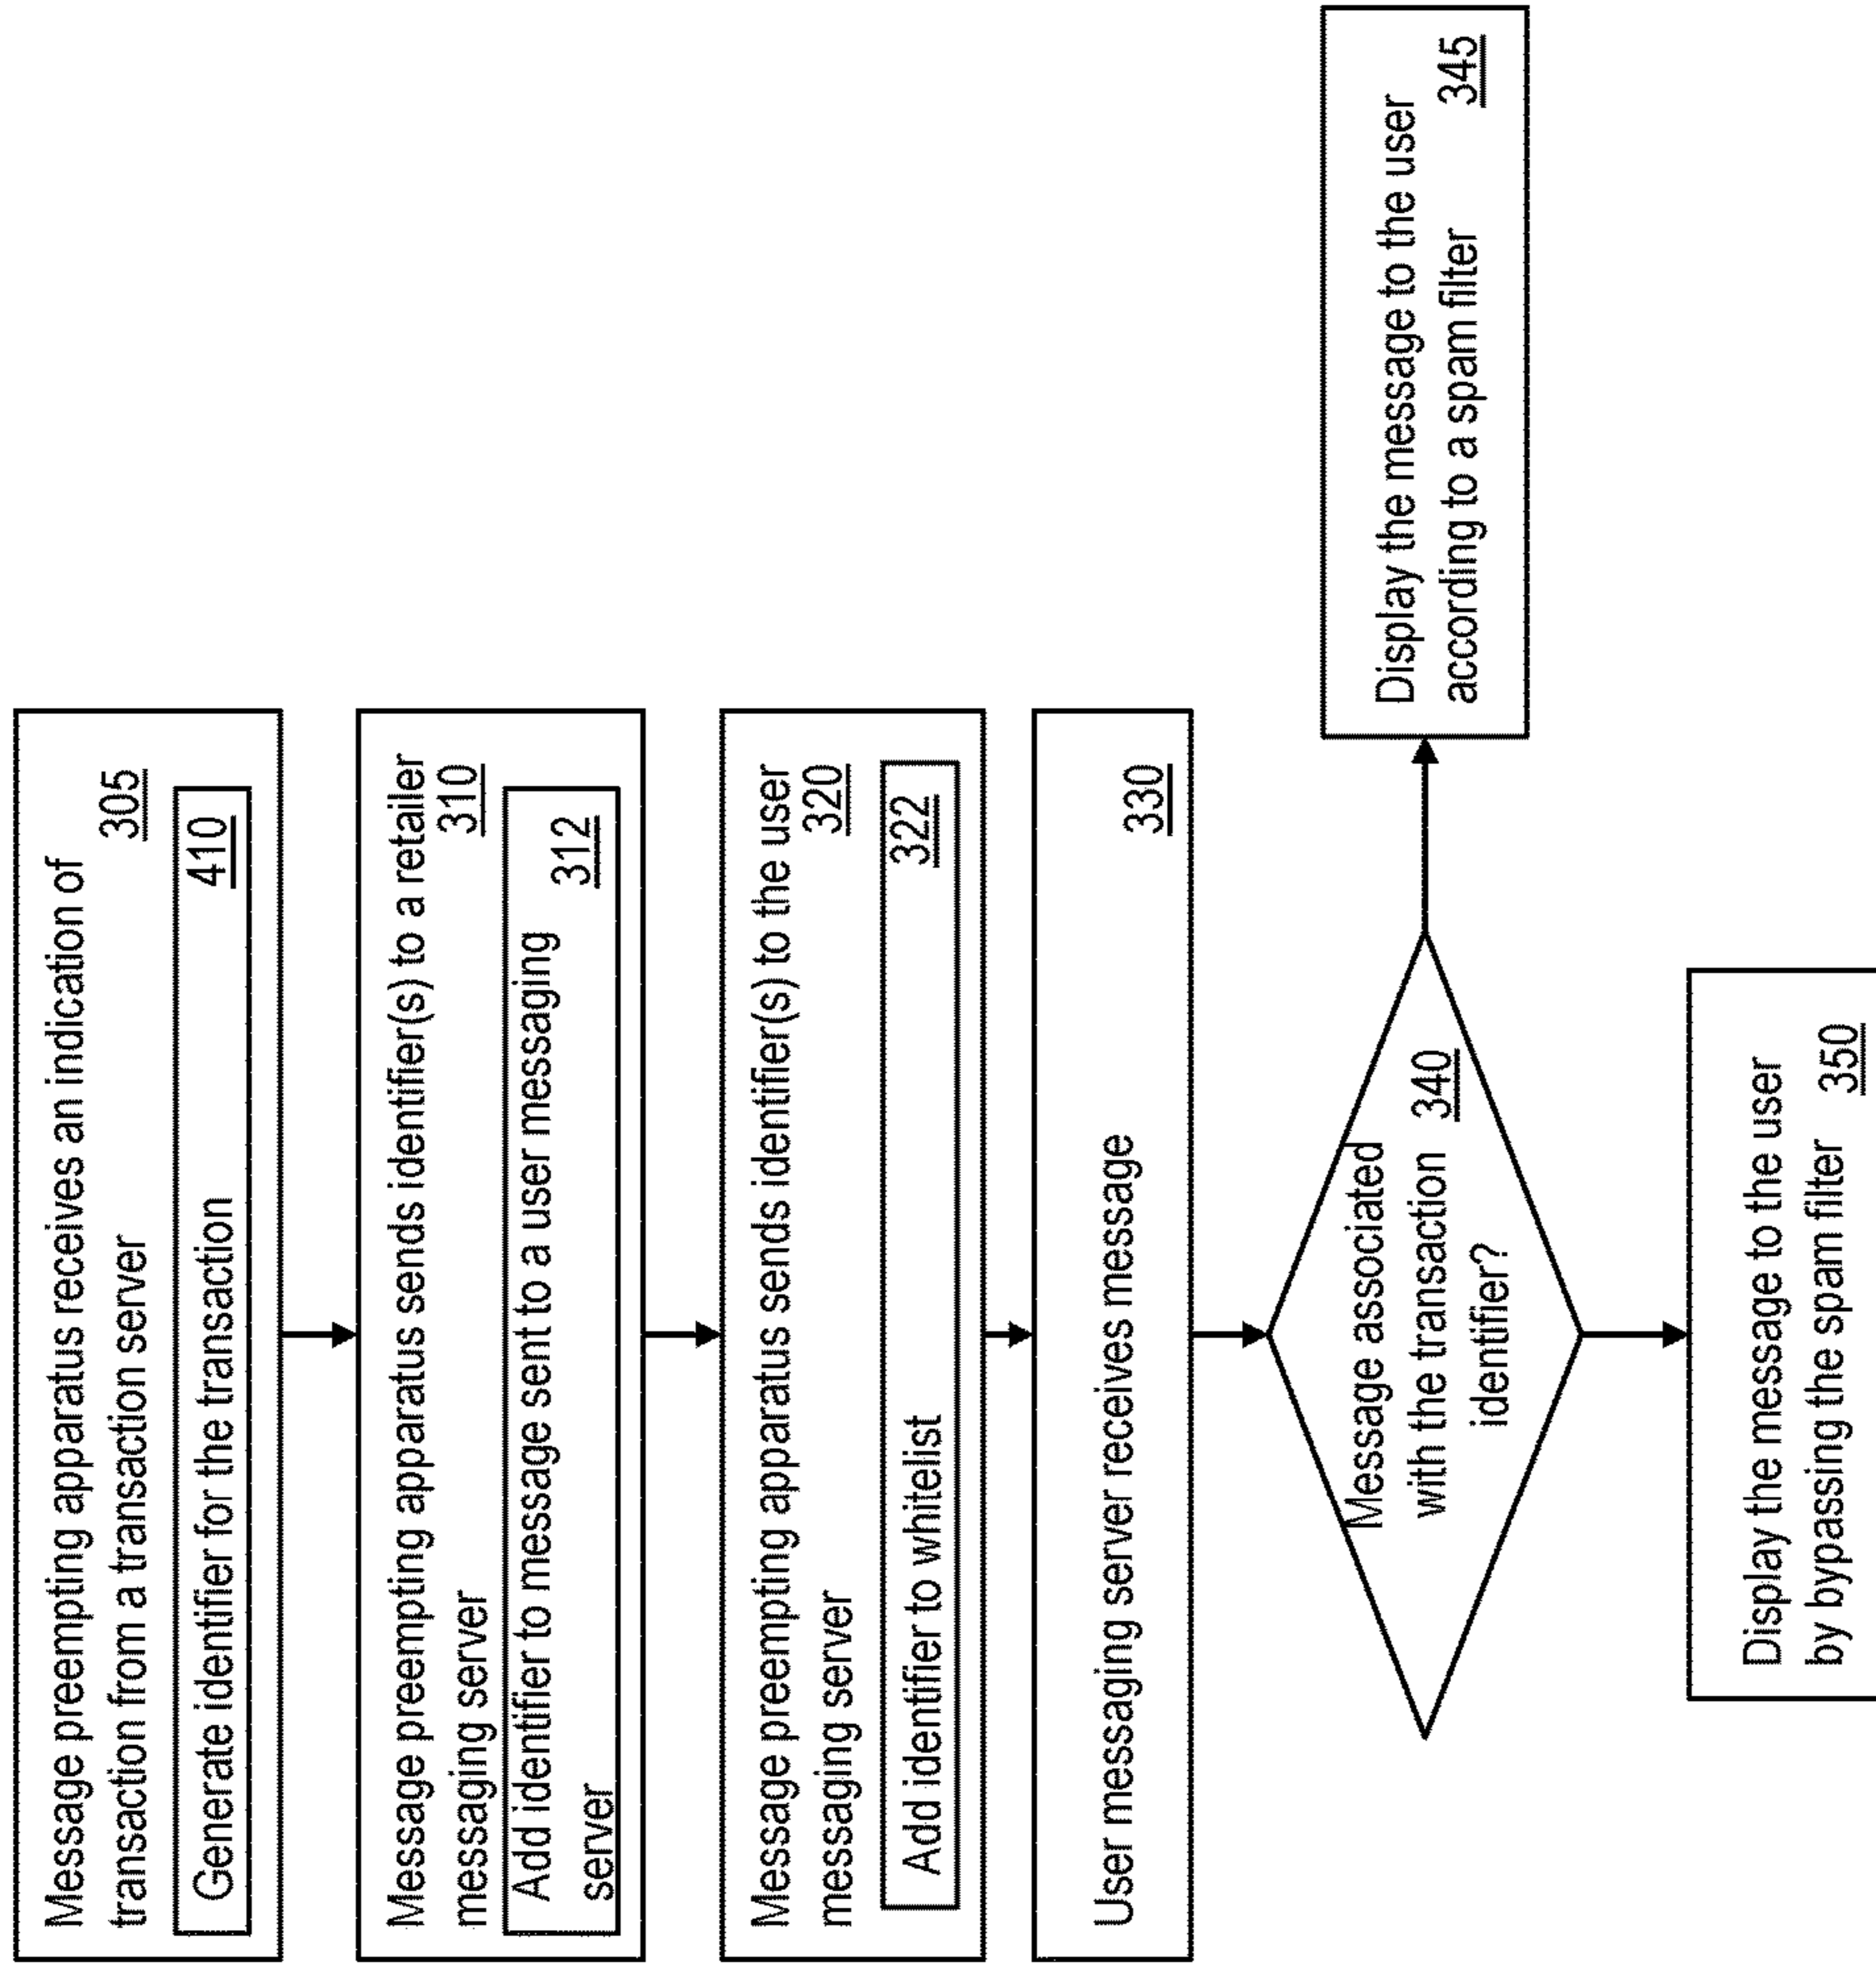 Message preempting apparatus receives an indication of
transaction from a transaction server 305
Generate identifier for the transaction 410
Message preempting apparatus sends identifier(s) to a retailer
messaging server 310
Add identifier to message sent to a user messaging
server 312
Message preempting apparatus sends identifier(s) to the user
messaging server 320
Add identifier to whitelist 322
User messaging server receives message 330
Message associated
with the transaction 340
identifier?
Display the message to the user
according to a spam filter 345
Display the message to the user
by bypassing the spam filter 350